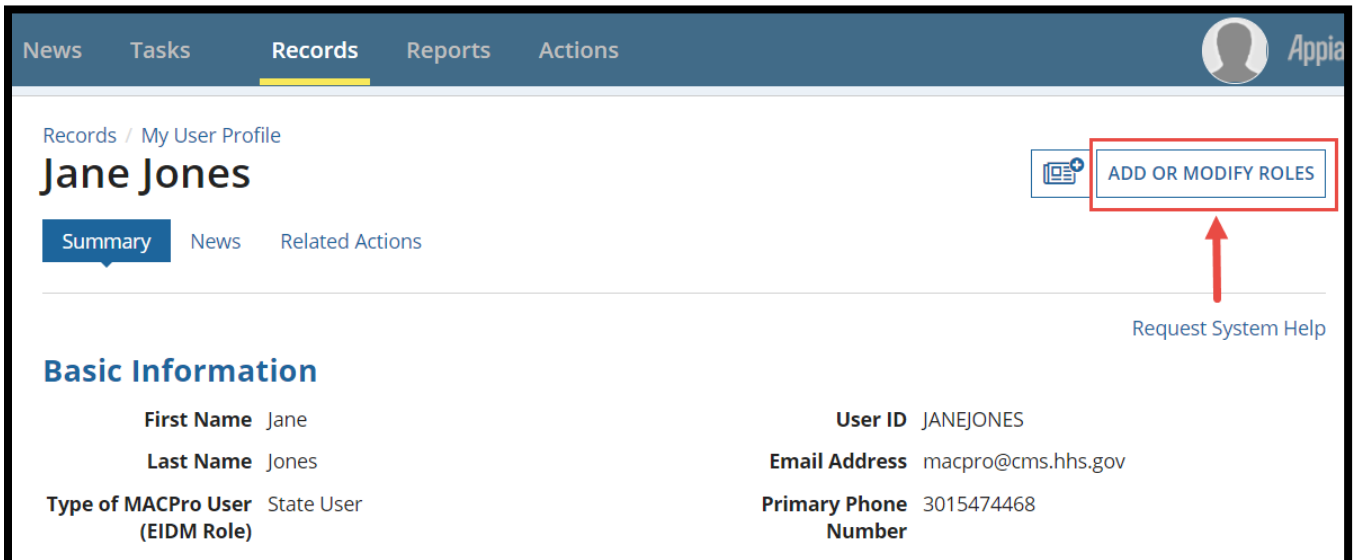 News Tasks Records Reports Actions
Records / My User Profile
Jane Jones
ADD OR MODIFY ROLES
Summary News Related Actions
Request System Help
Basic Information
First Name Jane User ID JANEJONES
Last Name Jones Email Address macpro@cms.hhs.gov
Type of MACPro User State User Primary Phone 3015474468
(EIDM Role) Number